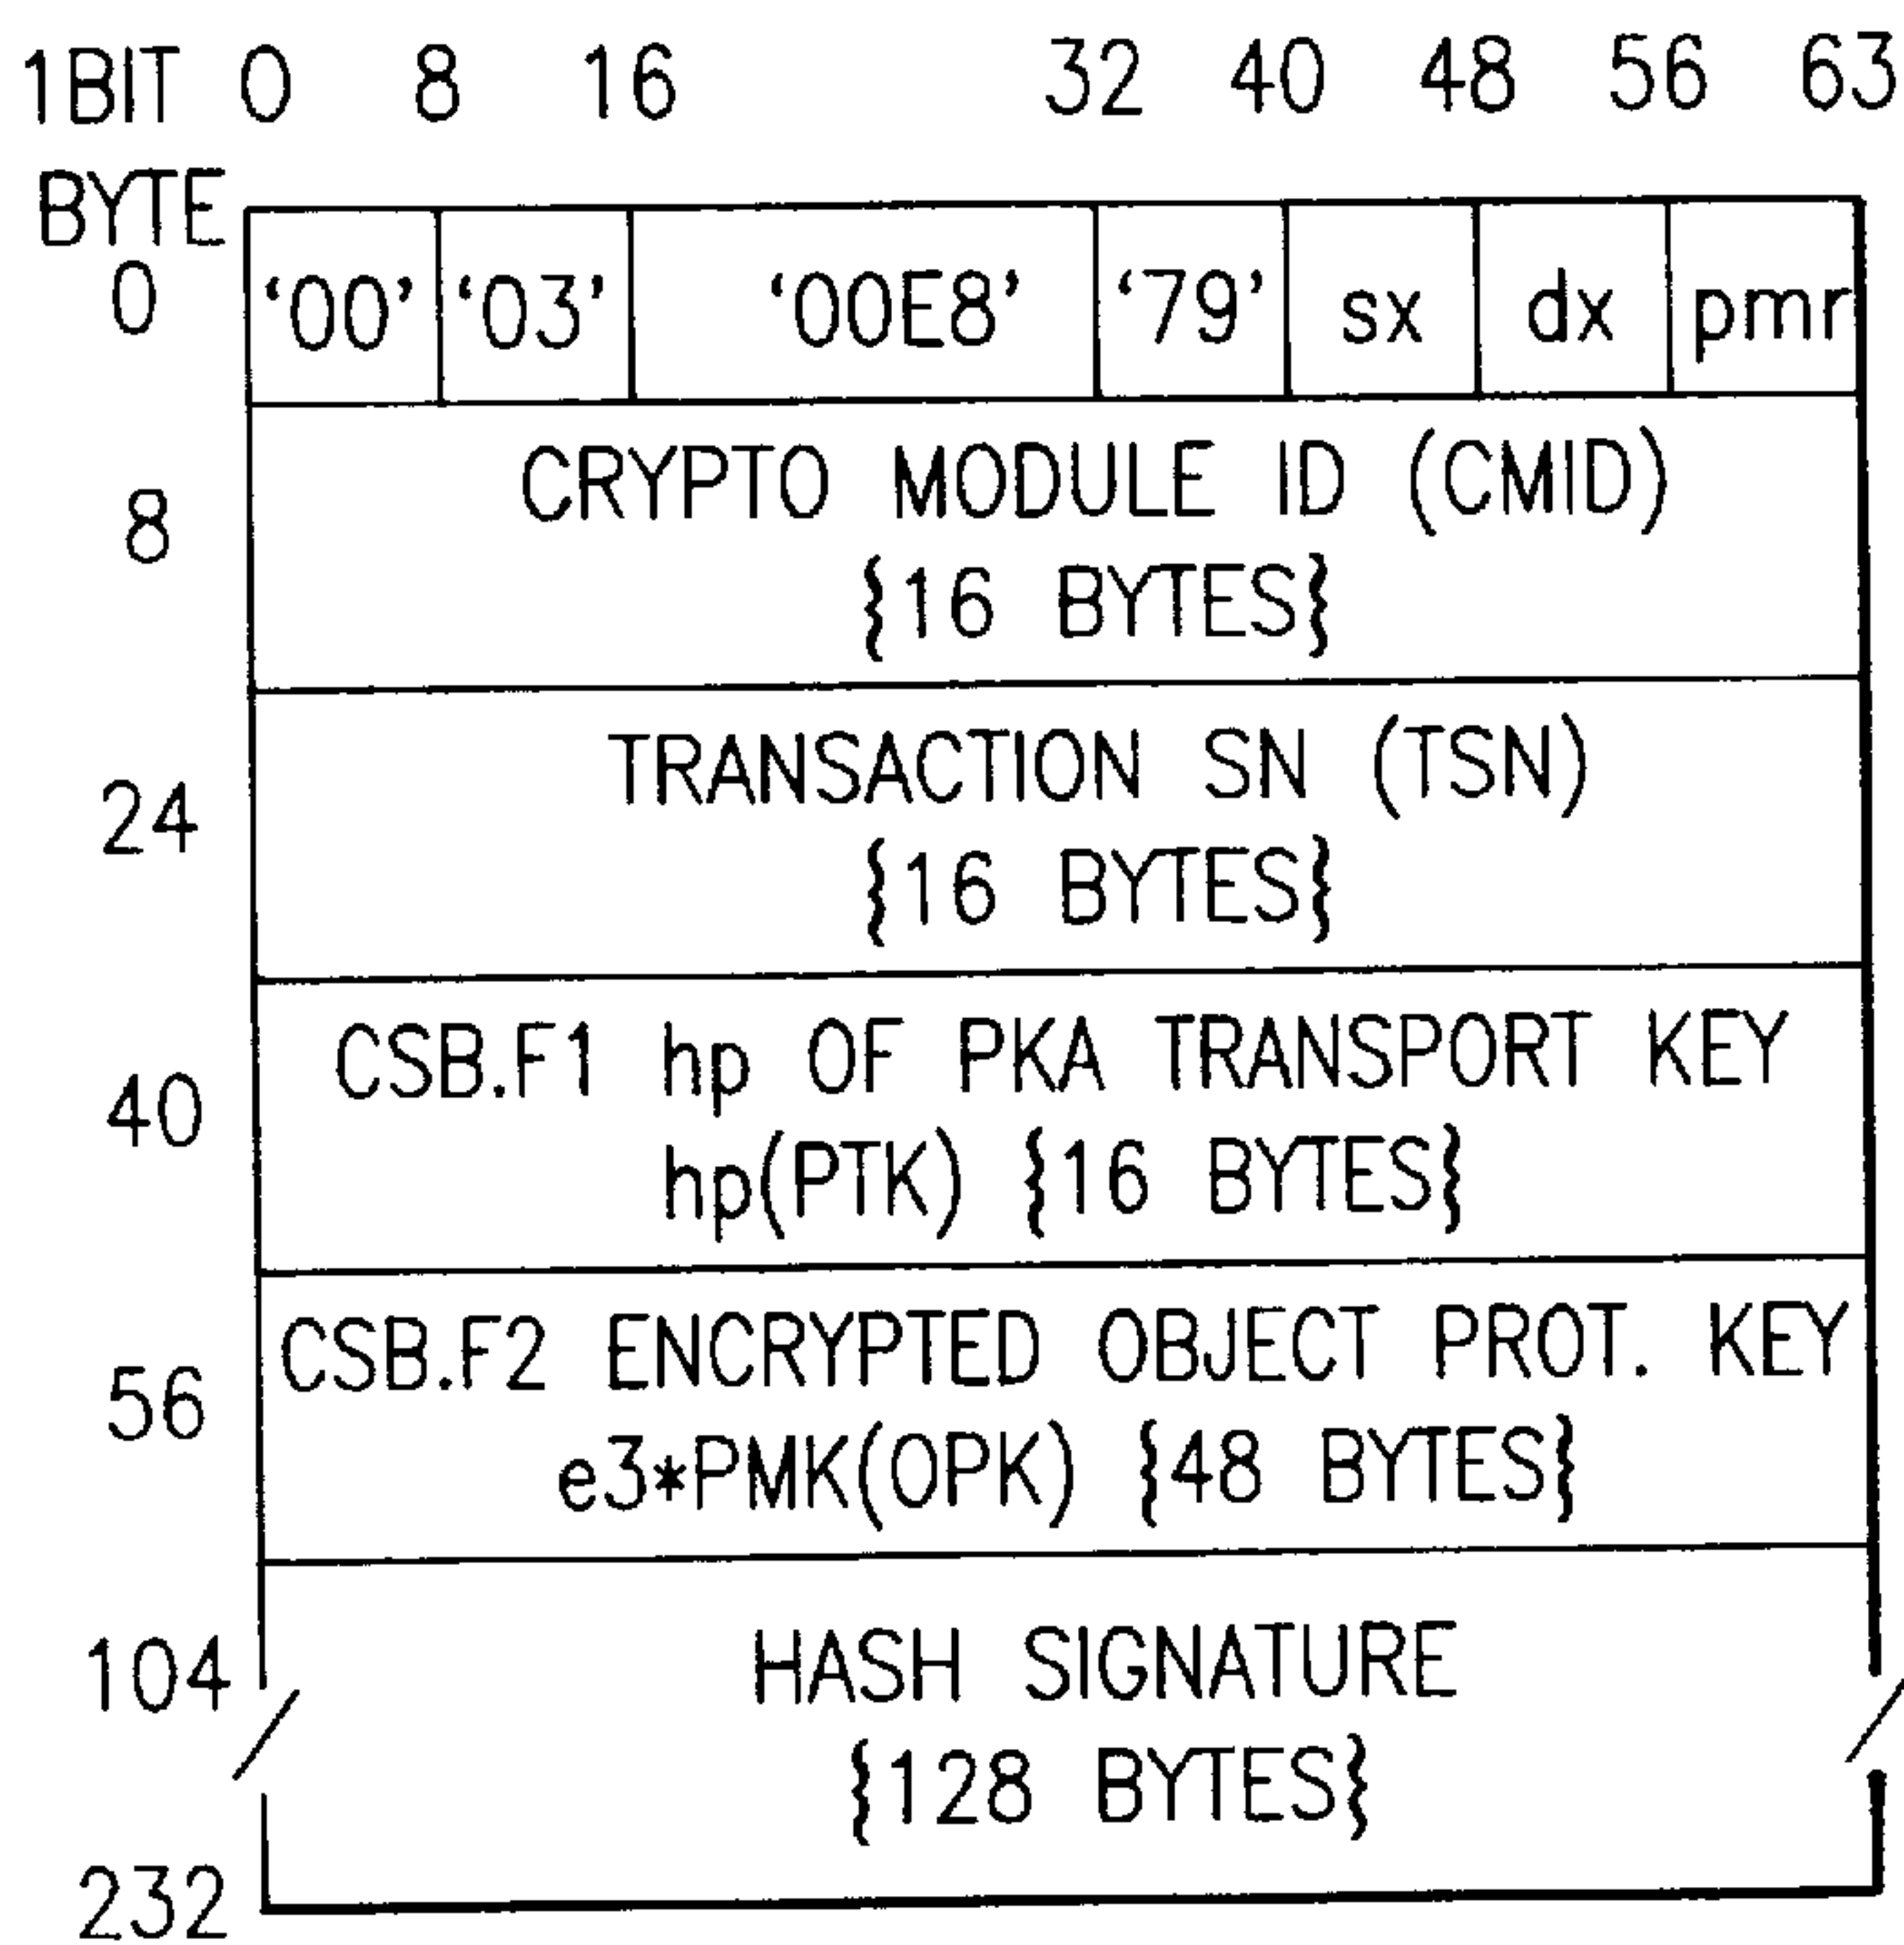 1BIT 0 8 16 32 40 48 56 63
BYTE
0 '00' '03' '00E8' '79' sx dx pmr
CRYPTO MODULE ID (CMID)
8
{16 BYTES}
TRANSACTION SN (TSN)
24
{16 BYTES}
CSB.F1 hp OF PKA TRANSPORT KEY
40
hp(PTK) {16 BYTES}
CSB.F2 ENCRYPTED OBJECT PROT. KEY
56
e3*PMK(OPK) {48 BYTES}
104 HASH SIGNATURE
{128 BYTES}
232